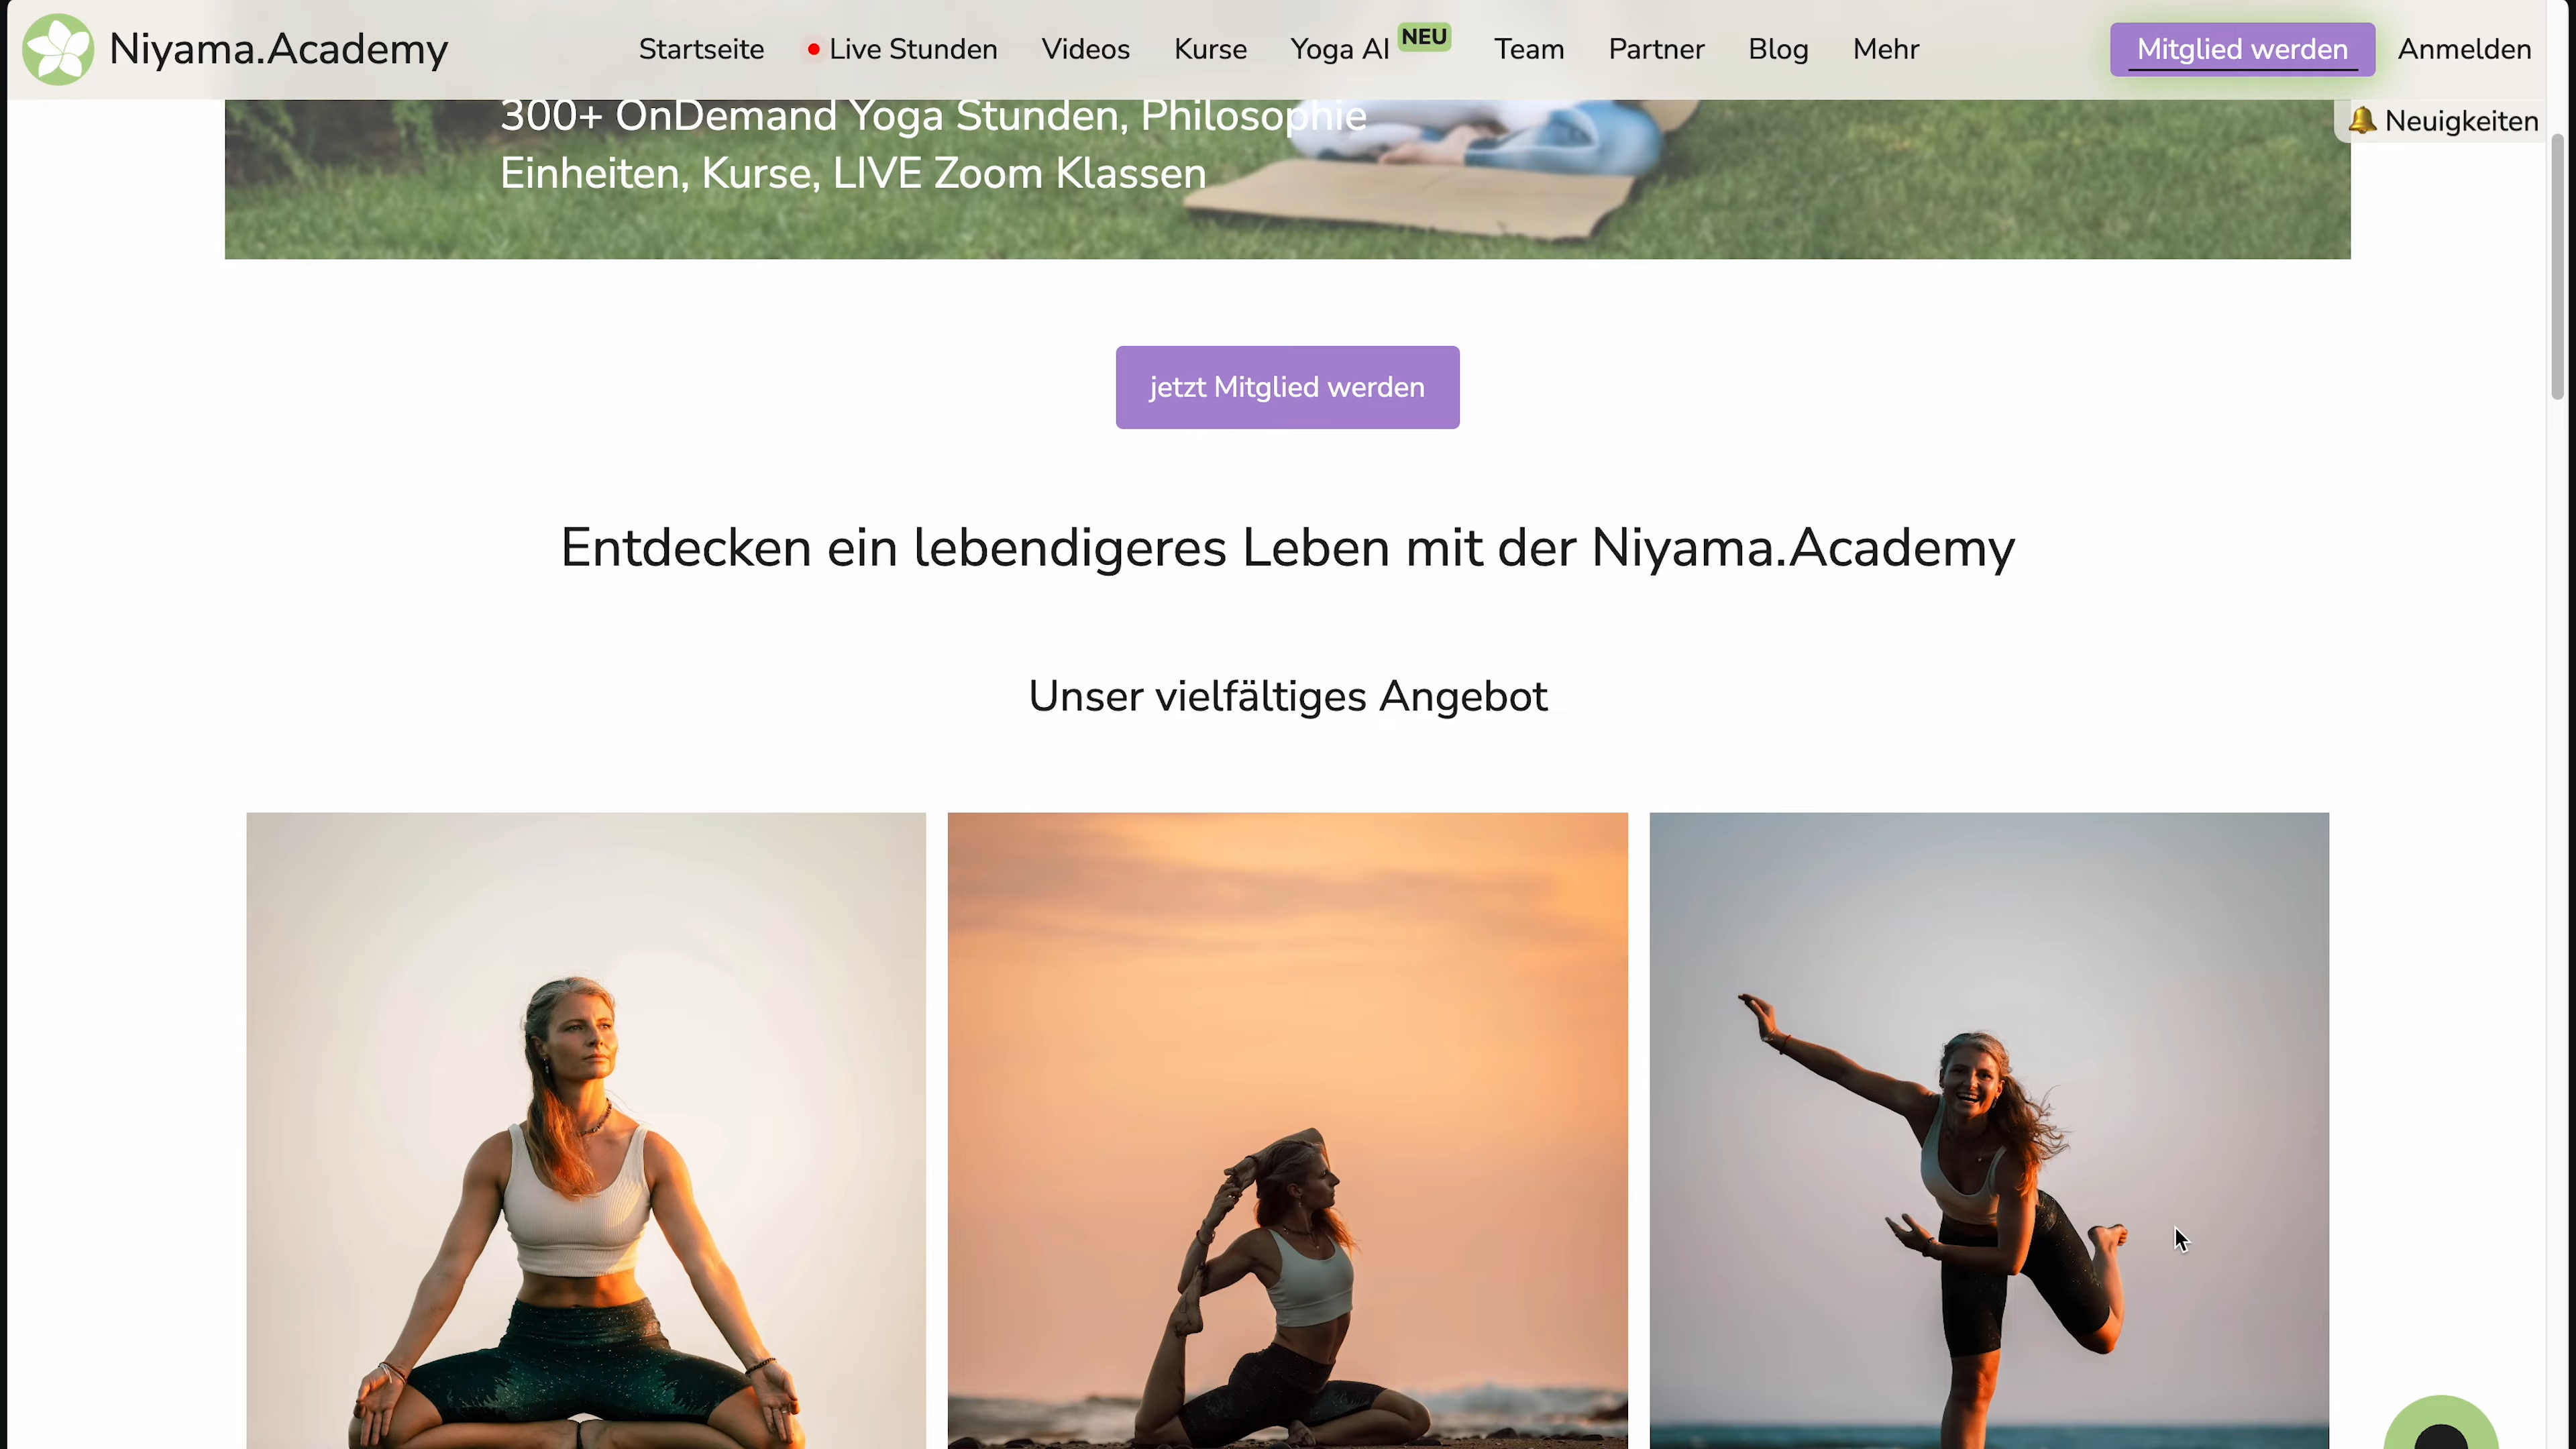 Niyama.Academy
Startseite
Live Stunden
Videos
Kurse
Yoga AI NEU
Team
Partner
Blog
Mehr
Mitglied werden
Anmelden
Neuigkeiten
300+ OnDemand Yoga Stunden, Philosophie
Einheiten, Kurse, LIVE Zoom Klassen
jetzt Mitglied werden
Entdecken ein lebendigeres Leben mit der Niyama.Academy
Unser vielfältiges Angebot